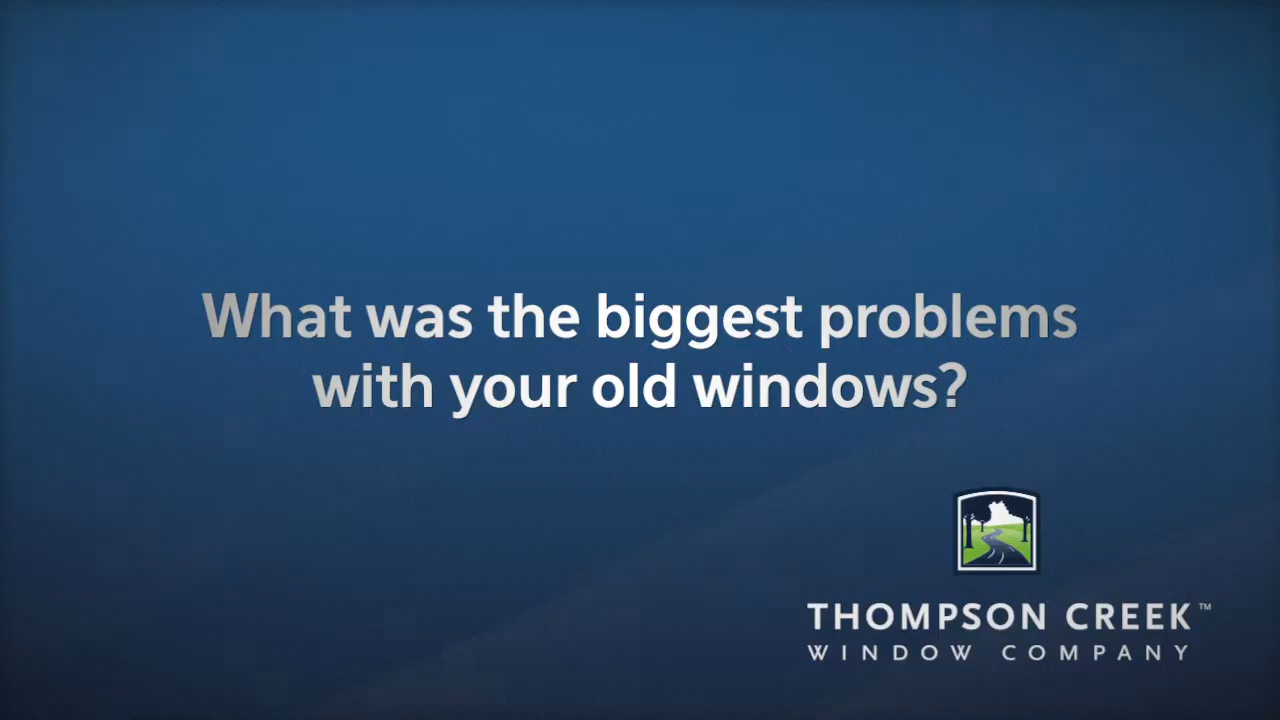 What was the biggest problems
with your old windows?
THOMPSON CREEK™
WINDOW COMPANY